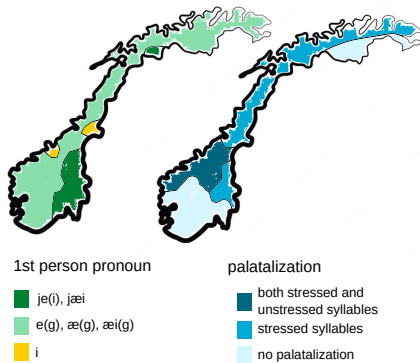 1st person pronoun
je(i), jæi
e(g), æ(g), æi(g)
i
palatalization
both stressed and
unstressed syllables
stressed syllables
no palatalization